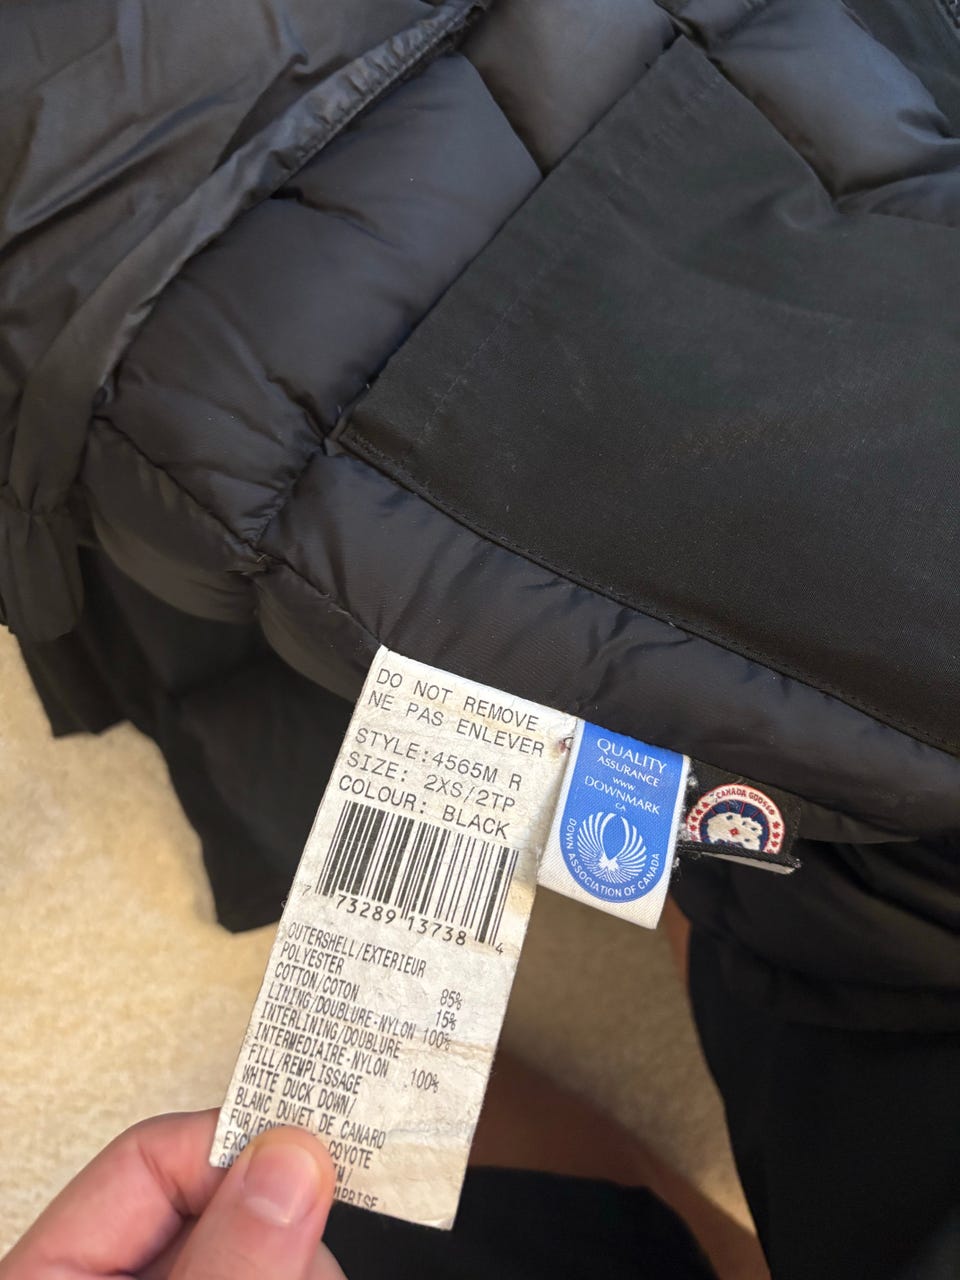 DO NOT REMOVE
NE PAS ENLEVER
STYLE:4565M R
SIZE: 2XS/2TP
COLOUR: BLACK
7 73289 13738 4
OUTERSHELL/EXTERIEUR
POLYESTER 85%
COTTON/COTON 15%
LINING/DOUBLURE-NYLON 100%
INTERLINING/DOUBLURE
INTERMEDIAIRE-NYLON 100%
FILL/REMPLISSAGE
WHITE DUCK DOWN/
BLANC DUVET DE CANARD
COYOTE
QUALITY
ASSURANCE
www
DOWNMARK
CA
DOWN ASSOCIATION OF CANADA
CANADA GOOSE